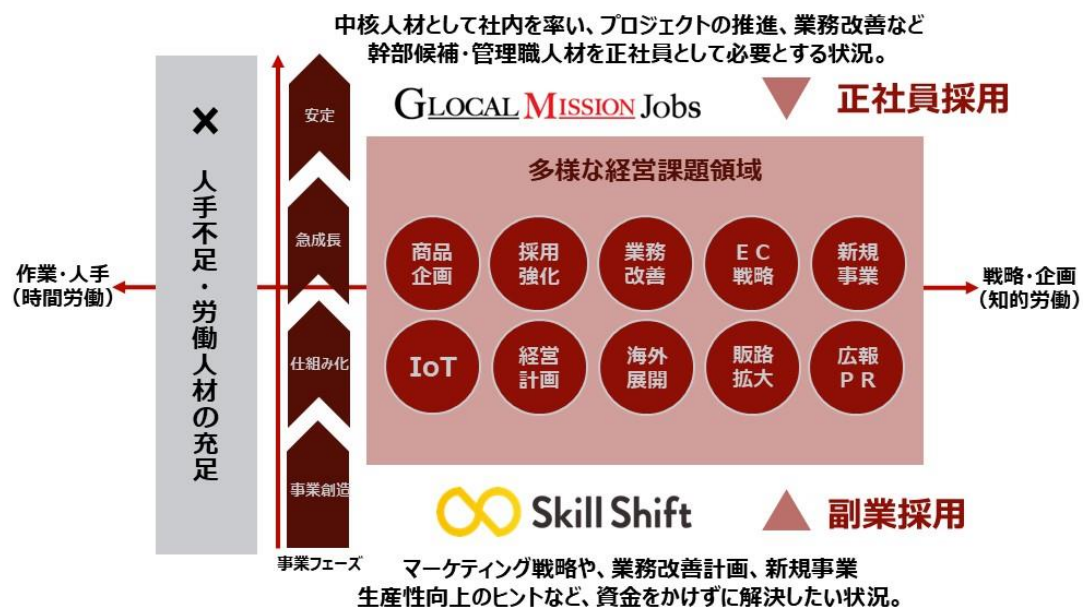 中核人材として社内を率い、プロジェクトの推進、業務改善など
幹部候補・管理職人材を正社員として必要とする状況。
GLOCAL MISSION Jobs
正社員採用
多様な経営課題領域
商品
企画
採用
強化
業務
改善
EC
戦略
新規
事業
IoT
経営
計画
海外
展開
販路
拡大
広報
PR
× 人手不足・労働人材の充足
安定
急成長
仕組み化
事業創造
事業フェーズ
作業・人手
(時間労働)
戦略・企画
(知的労働)
Skill Shift
副業採用
マーケティング戦略や、業務改善計画、新規事業
生産性向上のヒントなど、資金をかけずに解決したい状況。